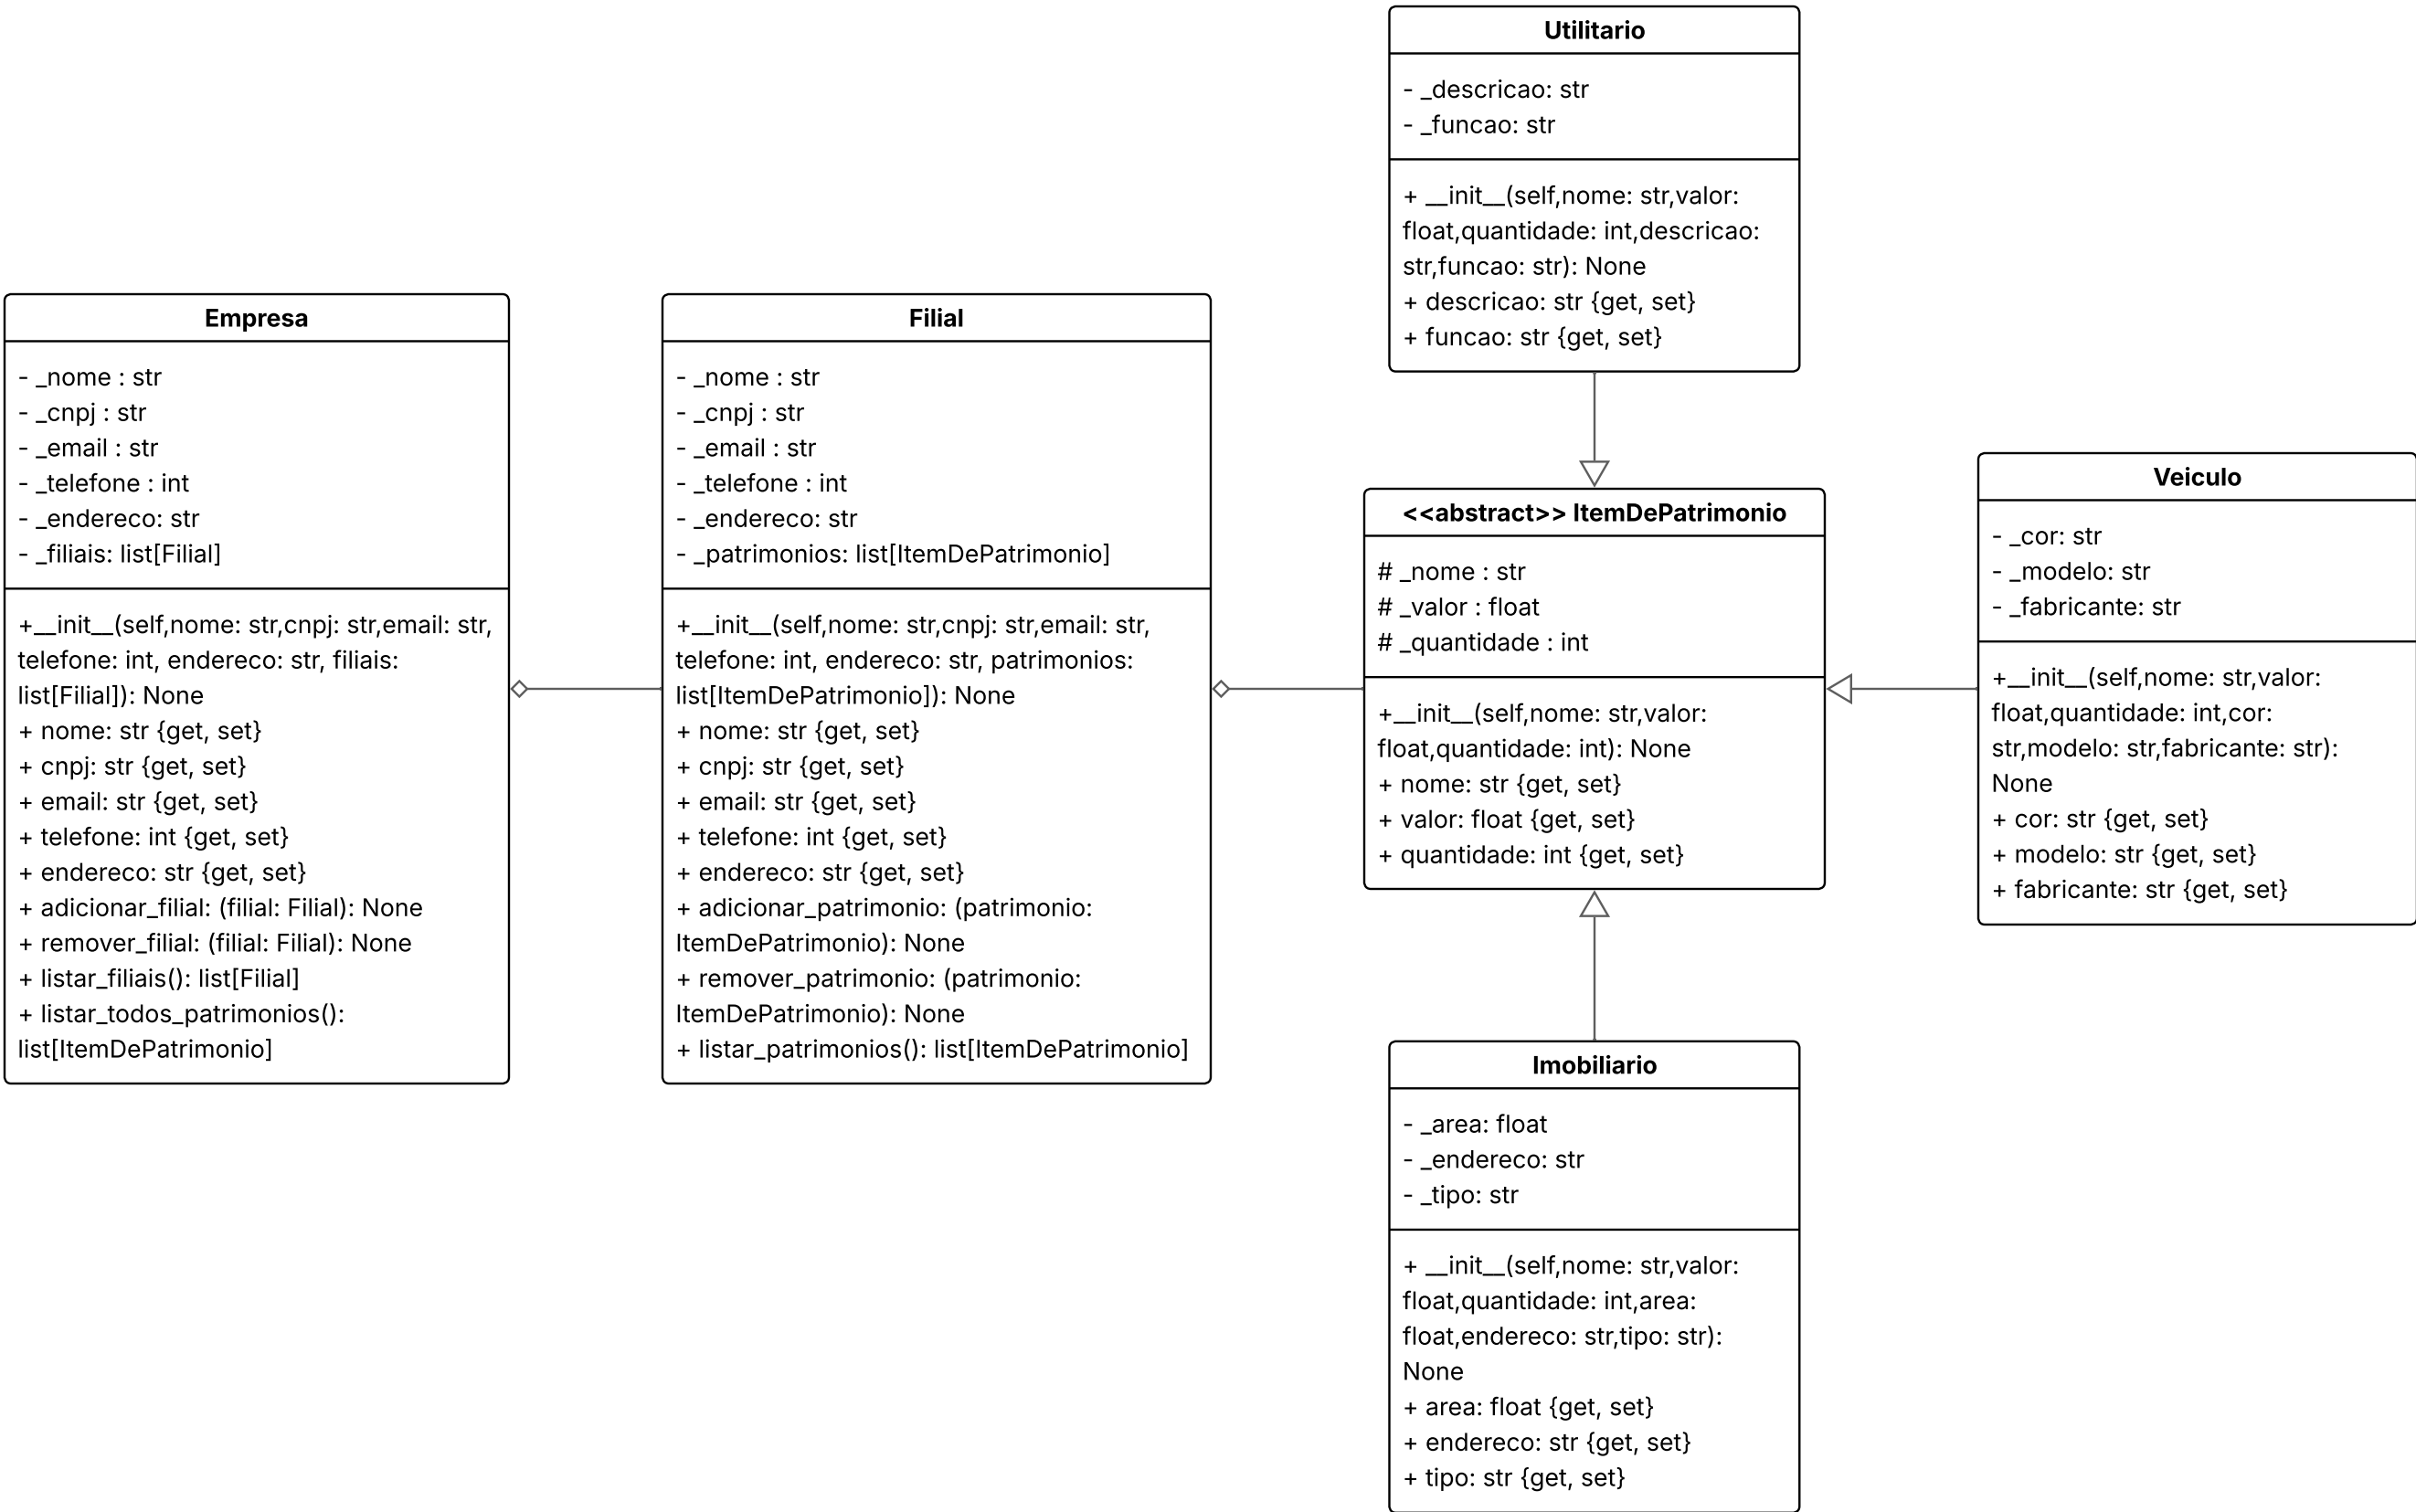 Utilitario
- _descricao: str
- _funcao: str
+ __init__(self,nome: str,valor:
float,quantidade: int,descricao:
str,funcao: str): None
+ descricao: str {get, set}
+ funcao: str {get, set}
Empresa
- _nome : str
- _cnpj : str
- _email : str
- _telefone : int
- _endereco: str
- _filiais: list[Filial]
+__init__(self,nome: str,cnpj: str,email: str,
telefone: int, endereco: str, filiais:
list[Filial]): None
+ nome: str {get, set}
+ cnpj: str {get, set}
+ email: str {get, set}
+ telefone: int {get, set}
+ endereco: str {get, set}
+ adicionar_filial: (filial: Filial): None
+ remover_filial: (filial: Filial): None
+ listar_filiais(): list[Filial]
+ listar_todos_patrimonios():
list[ItemDePatrimonio]
Filial
- _nome : str
- _cnpj : str
- _email : str
- _telefone : int
- _endereco: str
- _patrimonios: list[ItemDePatrimonio]
+__init__(self,nome: str,cnpj: str,email: str,
telefone: int, endereco: str, patrimonios:
list[ItemDePatrimonio]): None
+ nome: str {get, set}
+ cnpj: str {get, set}
+ email: str {get, set}
+ telefone: int {get, set}
+ endereco: str {get, set}
+ adicionar_patrimonio: (patrimonio:
ItemDePatrimonio): None
+ remover_patrimonio: (patrimonio:
ItemDePatrimonio): None
+ listar_patrimonios(): list[ItemDePatrimonio]
<<abstract>> ItemDePatrimonio
# _nome : str
# _valor : float
# _quantidade : int
+__init__(self,nome: str,valor:
float,quantidade: int): None
+ nome: str {get, set}
+ valor: float {get, set}
+ quantidade: int {get, set}
Veiculo
- _cor: str
- _modelo: str
- _fabricante: str
+__init__(self,nome: str,valor:
float,quantidade: int,cor:
str,modelo: str,fabricante: str):
None
+ cor: str {get, set}
+ modelo: str {get, set}
+ fabricante: str {get, set}
Imobiliario
- _area: float
- _endereco: str
- _tipo: str
+ __init__(self,nome: str,valor:
float,quantidade: int,area:
float,endereco: str,tipo: str):
None
+ area: float {get, set}
+ endereco: str {get, set}
+ tipo: str {get, set}